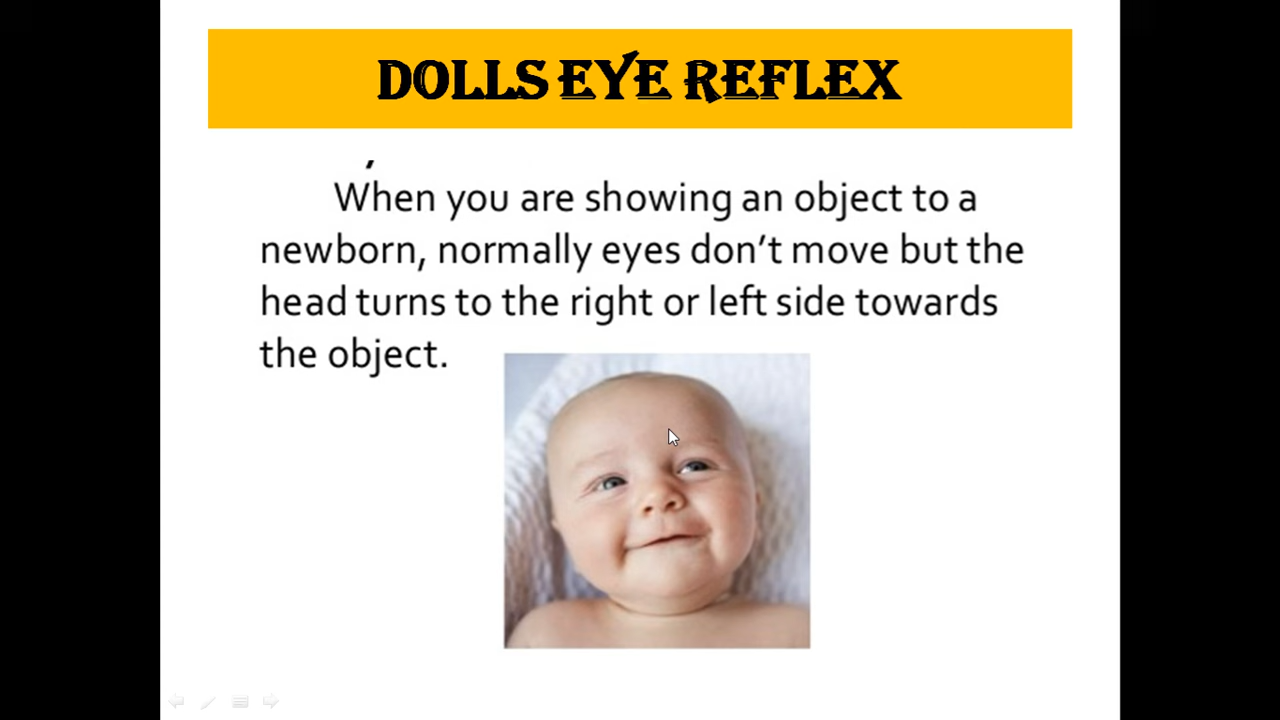 DOLLS EYE REFLEX
When you are showing an object to a
newborn, normally eyes don’t move but the
head turns to the right or left side towards
the object.